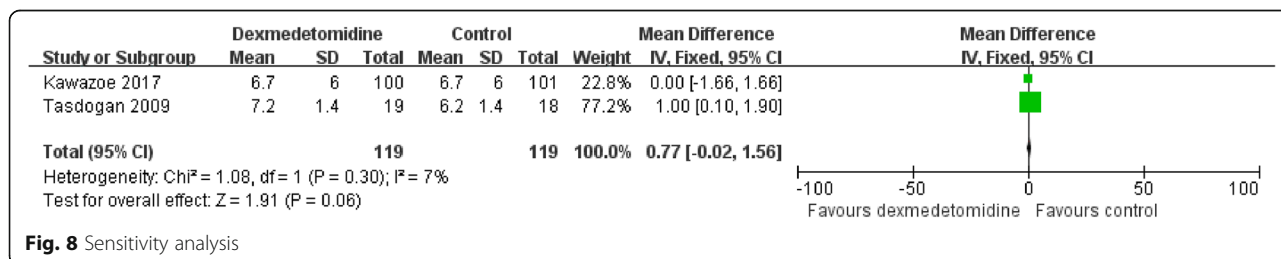 Dexmedetomidine Control Mean Difference Mean Difference
Study or Subgroup Mean SD Total Mean SD Total Weight IV, Fixed, 95% CI IV, Fixed, 95% CI
Kawazoe 2017 6.7 6 100 6.7 6 101 22.8% 0.00 [-1.66, 1.66]
Tasdogan 2009 7.2 1.4 19 6.2 1.4 18 77.2% 1.00 [0.10, 1.90]
Total (95% CI) 119 119 100.0% 0.77 [-0.02, 1.56]
Heterogeneity: Chi² = 1.08, df = 1 (P = 0.30); I² = 7%
Test for overall effect: Z = 1.91 (P = 0.06)
-100 -50 0 50 100
Favours dexmedetomidine Favours control
Fig. 8 Sensitivity analysis